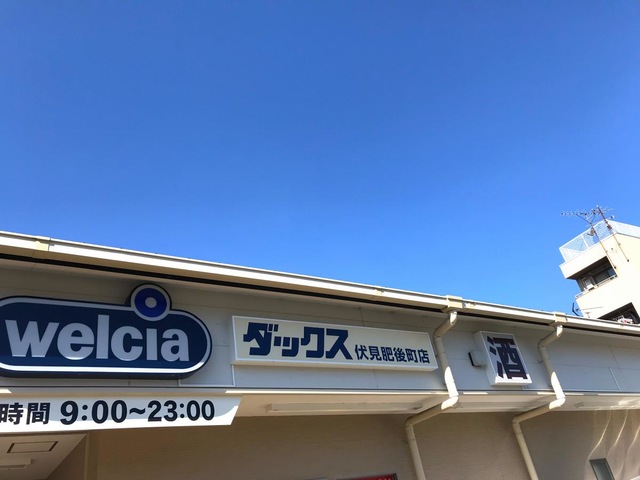 welcia
ダックス 伏見肥後町店
酒
時間 9:00~23:00